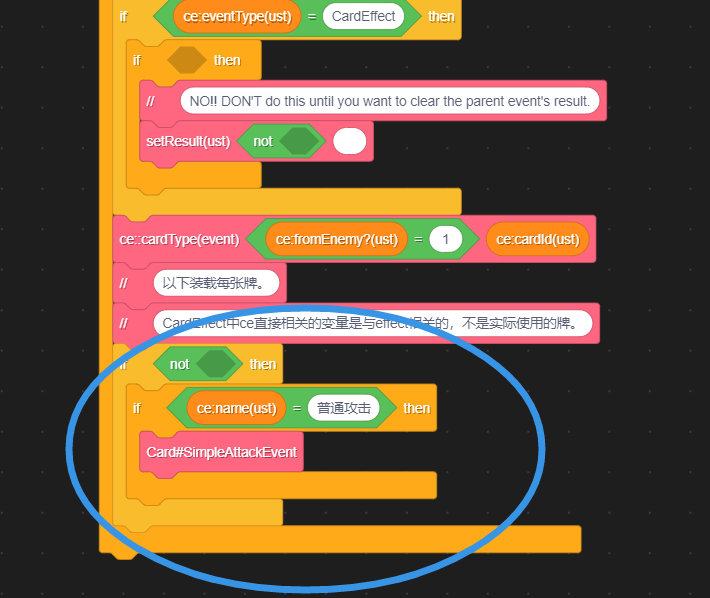 if ce:eventType(ust) = CardEffect then
if then
// NO!! DON'T do this until you want to clear the parent event's result.
setResult(ust) not
ce::cardType(event) ce:fromEnemy?(ust) = 1 ce:cardId(ust)
// 以下装载每张牌。
// CardEffect中ce直接相关的变量是与effect相关的，不是实际使用的牌。
if not then
if ce:name(ust) = 普通攻击 then
Card#SimpleAttackEvent